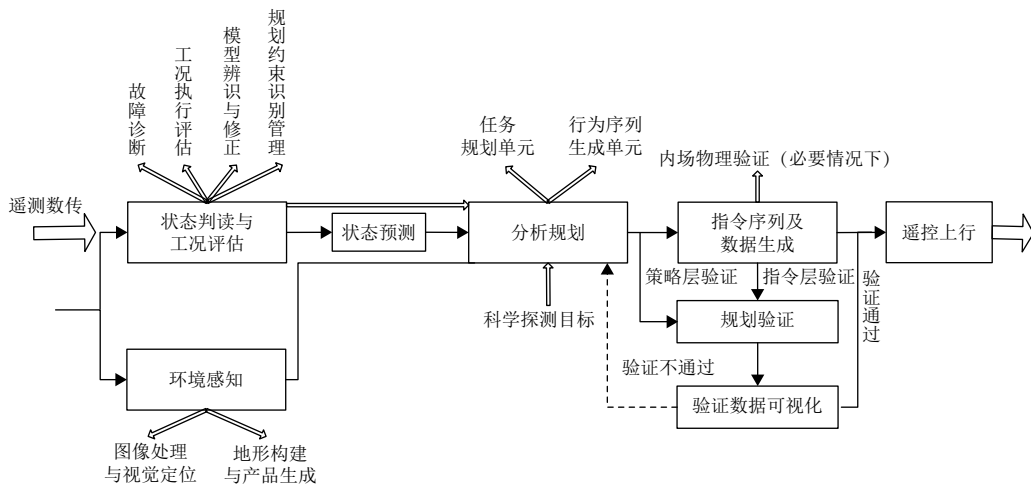 故障诊断
工况执行评估
模型辨识与修正
规划约束识别管理
任务
规划单元
行为序列
生成单元
内场物理验证（必要情况下）
遥测数传
状态判读与
工况评估
状态预测
分析规划
指令序列及
数据生成
遥控上行
策略层验证
指令层验证
验证通过
科学探测目标
规划验证
环境感知
验证不通过
验证数据可视化
图像处理
与视觉定位
地形构建
与产品生成